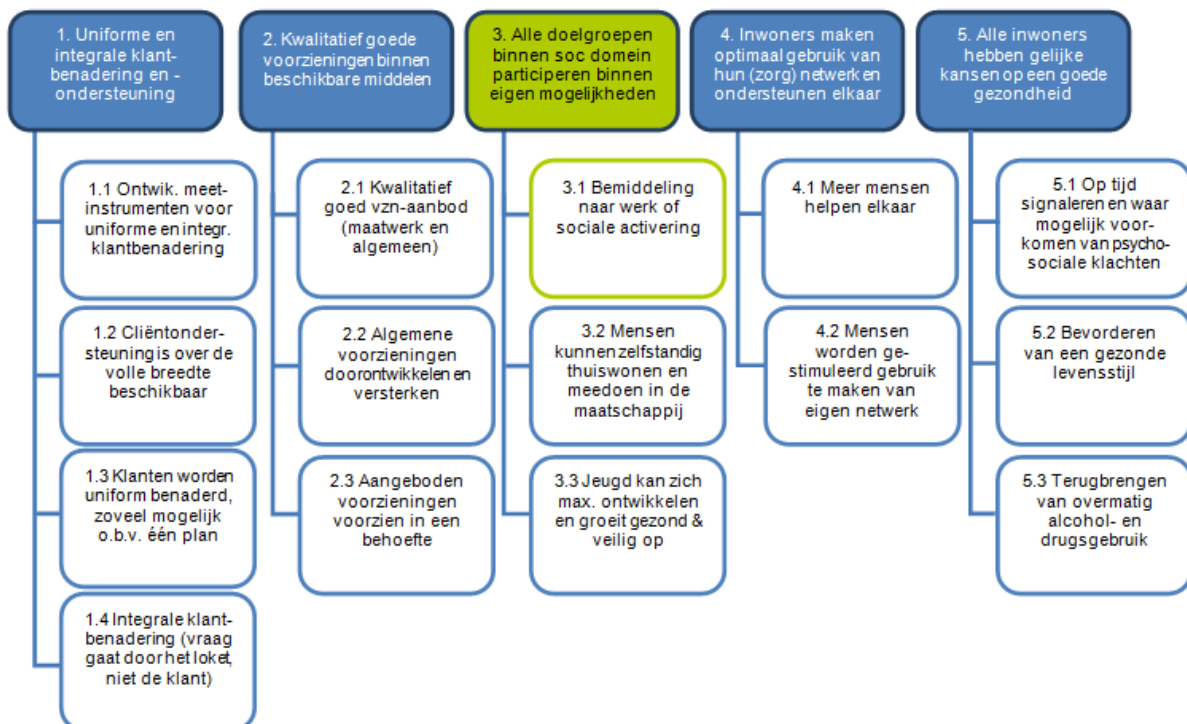 1. Uniforme en
integrale klant-
benadering en -
ondersteuning
2. Kwalitatief goede
voorzieningen binnen
beschikbare middelen
3. Alle doelgroepen
binnen soc domein
participeren binnen
eigen mogelijkheden
4. Inwoners maken
optimaal gebruik van
hun (zorg) netwerk en
ondersteunen elkaar
5. Alle inwoners
hebben gelijke
kansen op een goede
gezondheid
1.1 Ontwik. meet-
instrumenten voor
uniforme en integr.
klantbenadering
1.2 Cliëntonder-
steuning is over de
volle breedte
beschikbaar
1.3 Klanten worden
uniform benaderd,
zoveel mogelijk
o.b.v. één plan
1.4 Integrale klant-
benadering (vraag
gaat door het loket,
niet de klant)
2.1 Kwalitatief
goed vzn-aanbod
(maatwerk en
algemeen)
2.2 Algemene
voorzieningen
doorontwikkelen en
versterken
2.3 Aangeboden
voorzieningen
voorzien in een
behoefte
3.1 Bemiddeling
naar werk of
sociale activering
3.2 Mensen
kunnen zelfstandig
thuiswonen en
meedoen in de
maatschappij
3.3 Jeugd kan zich
max. ontwikkelen
en groeit gezond &
veilig op
4.1 Meer mensen
helpen elkaar
4.2 Mensen
worden ge-
stimuleerd gebruik
te maken van
eigen netwerk
5.1 Op tijd
signaleren en waar
mogelijk voor-
komen van psycho-
sociale klachten
5.2 Bevorderen
van een gezonde
levensstijl
5.3 Terugbrengen
van overmatig
alcohol- en
drugsgebruik